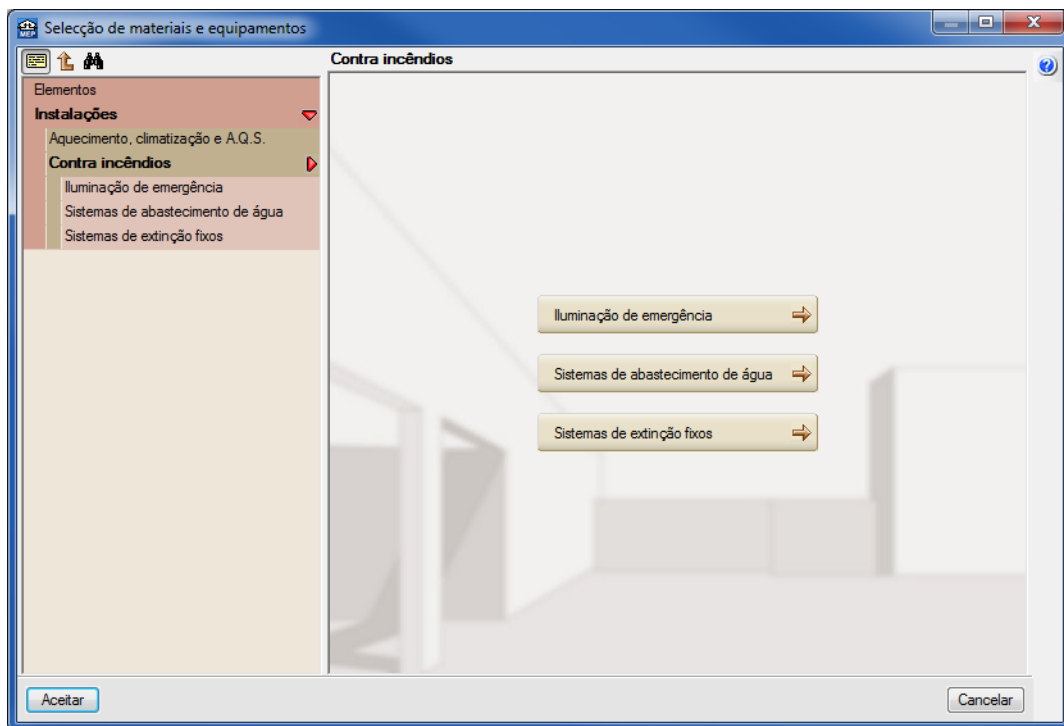 MEP Selecção de materiais e equipamentos
Contra incêndios
Elementos
Instalações
Aquecimento, climatização e A.Q.S.
Contra incêndios
Iluminação de emergência
Sistemas de abastecimento de água
Sistemas de extinção fixos
Iluminação de emergência
Sistemas de abastecimento de água
Sistemas de extinção fixos
Aceitar
Cancelar